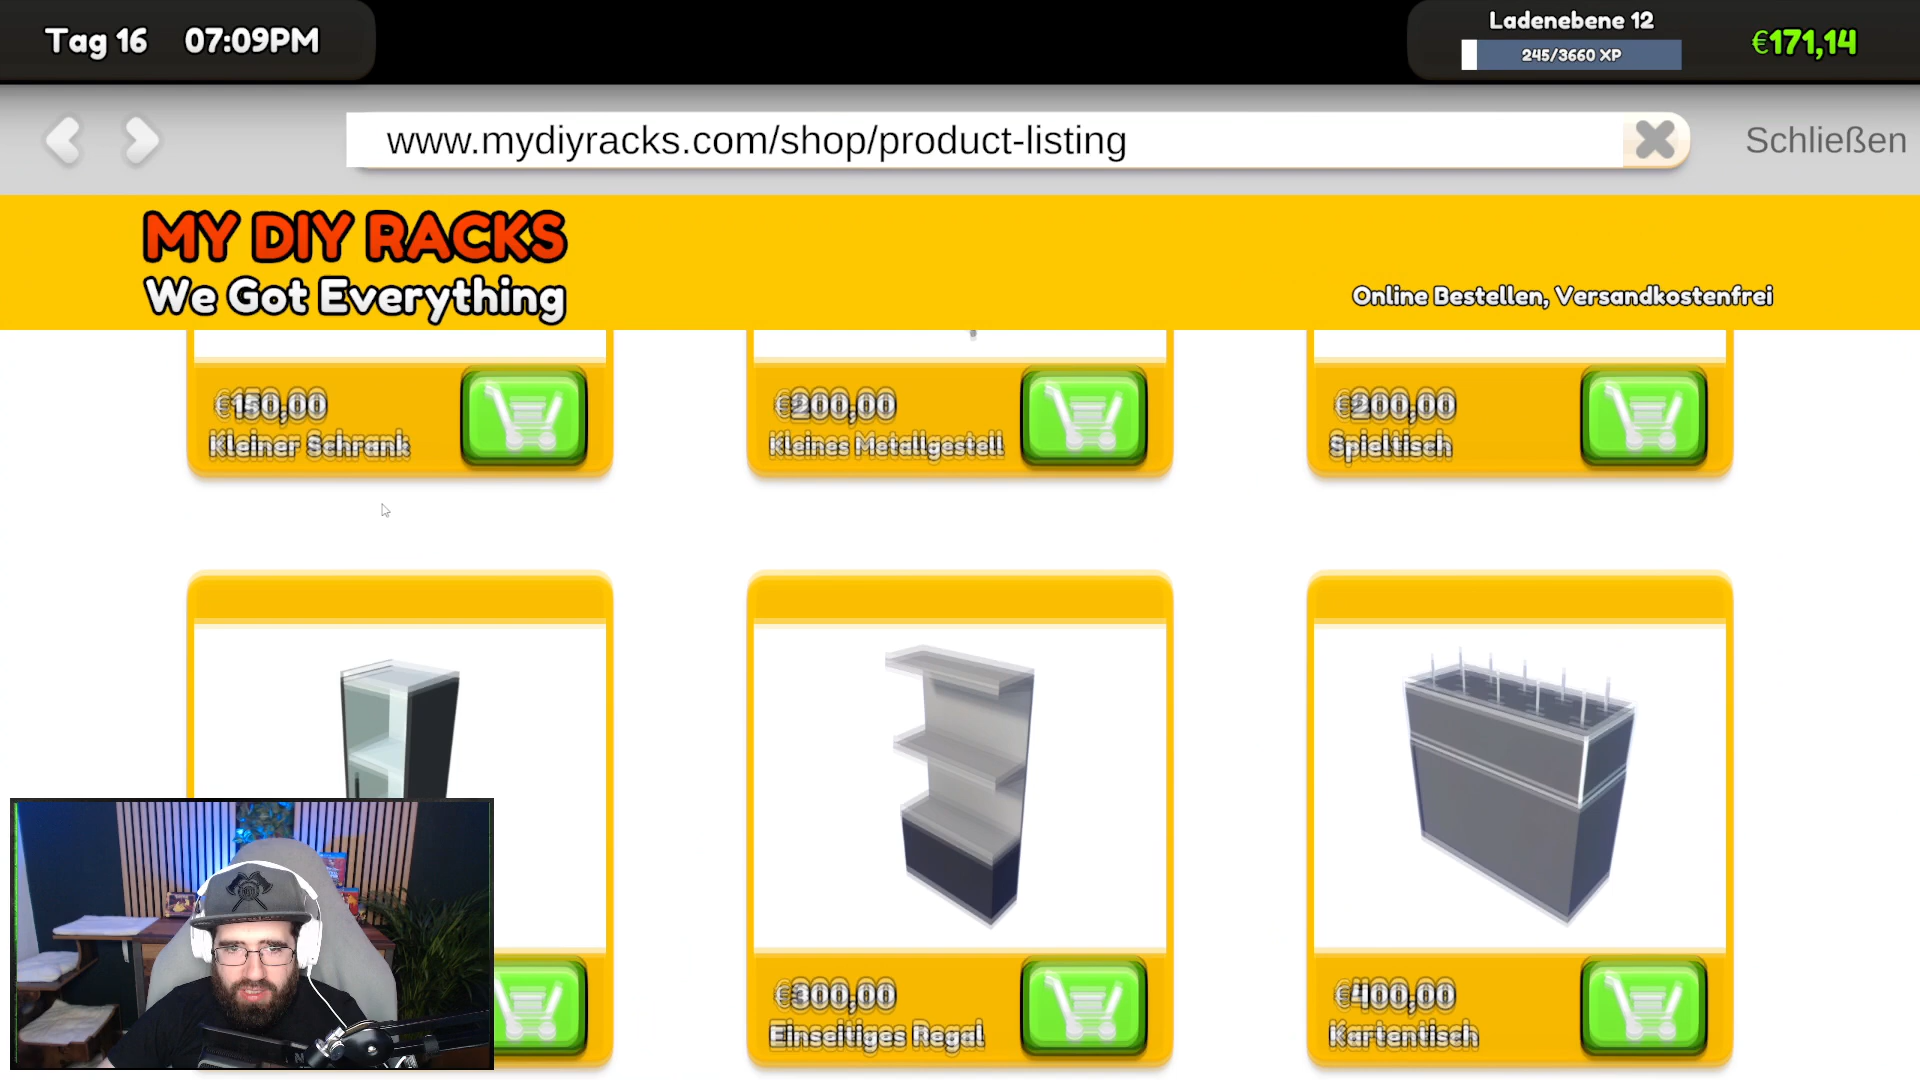 Tag 16 07:09PM
Ladenebene 12
245/3660 XP
€171,14
www.mydiyracks.com/shop/product-listing
Schließen
MY DIY RACKS
We Got Everything
Online Bestellen, Versandkostenfrei
€150,00
Kleiner Schrank
€200,00
Kleines Metallgestell
€200,00
Spieltisch
€300,00
Einseitiges Regal
€400,00
Kartentisch